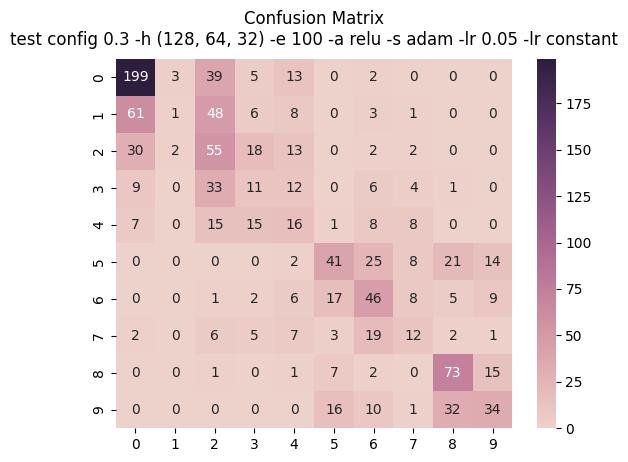 Confusion Matrix
test config 0.3 -h (128, 64, 32) -e 100 -a relu -s adam -lr 0.05 -lr constant
0 199 3 39 5 13 0 2 0 0 0
1 61 1 48 6 8 0 3 1 0 0
2 30 2 55 18 13 0 2 2 0 0
3 9 0 33 11 12 0 6 4 1 0
4 7 0 15 15 16 1 8 8 0 0
5 0 0 0 0 2 41 25 8 21 14
6 0 0 1 2 6 17 46 8 5 9
7 2 0 6 5 7 3 19 12 2 1
8 0 0 1 0 1 7 2 0 73 15
9 0 0 0 0 0 16 10 1 32 34
0 1 2 3 4 5 6 7 8 9
175
150
125
100
75
50
25
0